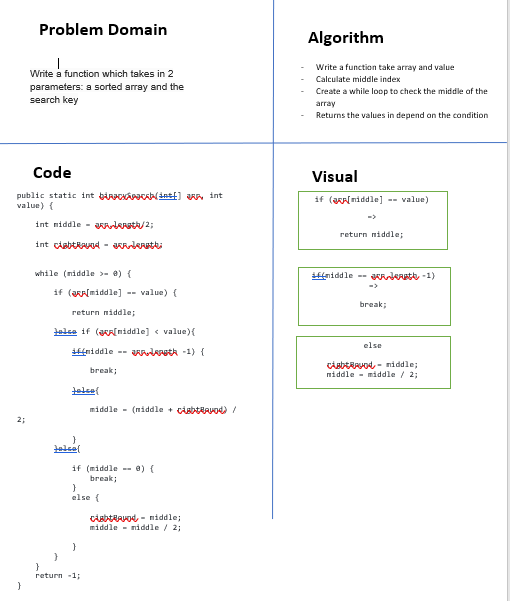 Problem Domain
Write a function which takes in 2
parameters: a sorted array and the
search key
Algorithm
- Write a function take array and value
- Calculate middle index
- Create a while loop to check the middle of the
array
- Returns the values in depend on the condition
Code
public static int binarySearch(int[] arr, int
value) {
int middle = arr.length/2;
int rightRound = arr.length;
while (middle >= 0) {
if (arr[middle] == value) {
return middle;
}else if (arr[middle] < value){
if(middle == arr.length -1) {
break;
}else{
middle = (middle + rightRound) /
2;
}
}else{
if (middle == 0) {
break;
}
else {
rightRound = middle;
middle = middle / 2;
}
}
}
return -1;
}
Visual
if (arr[middle] == value)
=>
return middle;
if(middle == arr.length -1)
=>
break;
else
rightRound = middle;
middle = middle / 2;